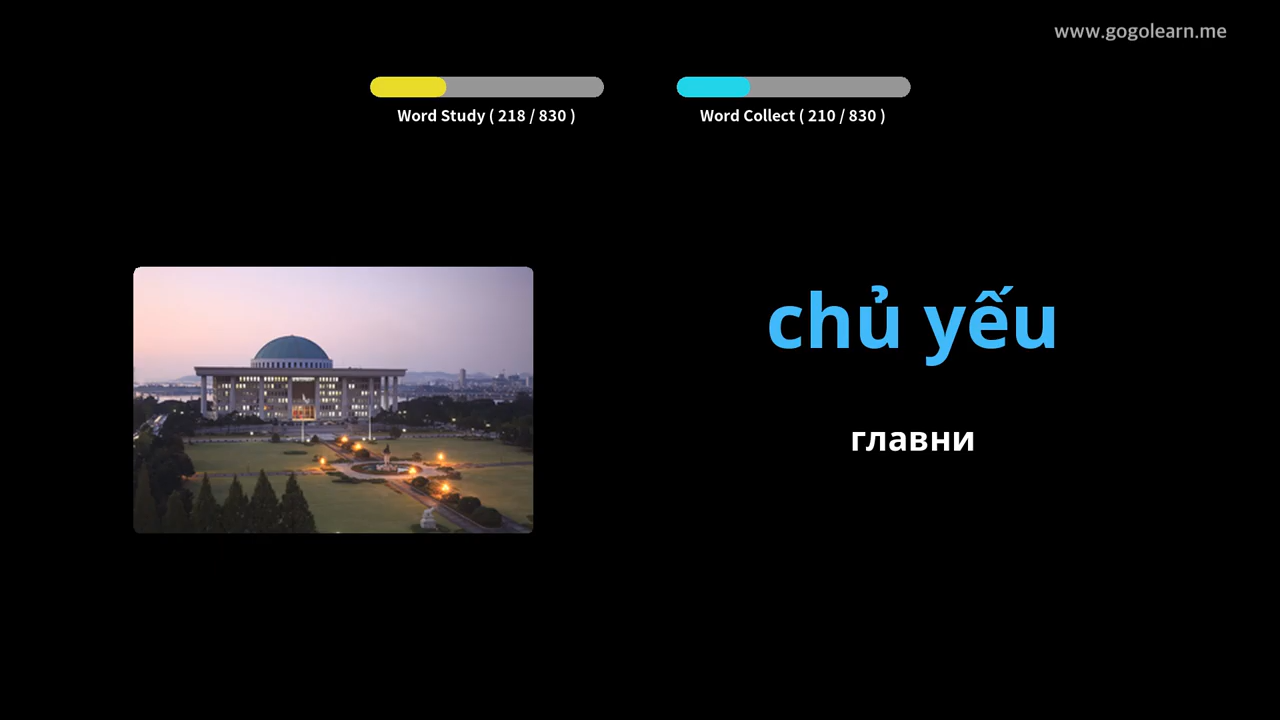 www.gogolearn.me
Word Study ( 218 / 830 )
Word Collect ( 210 / 830 )
chủ yếu
главни